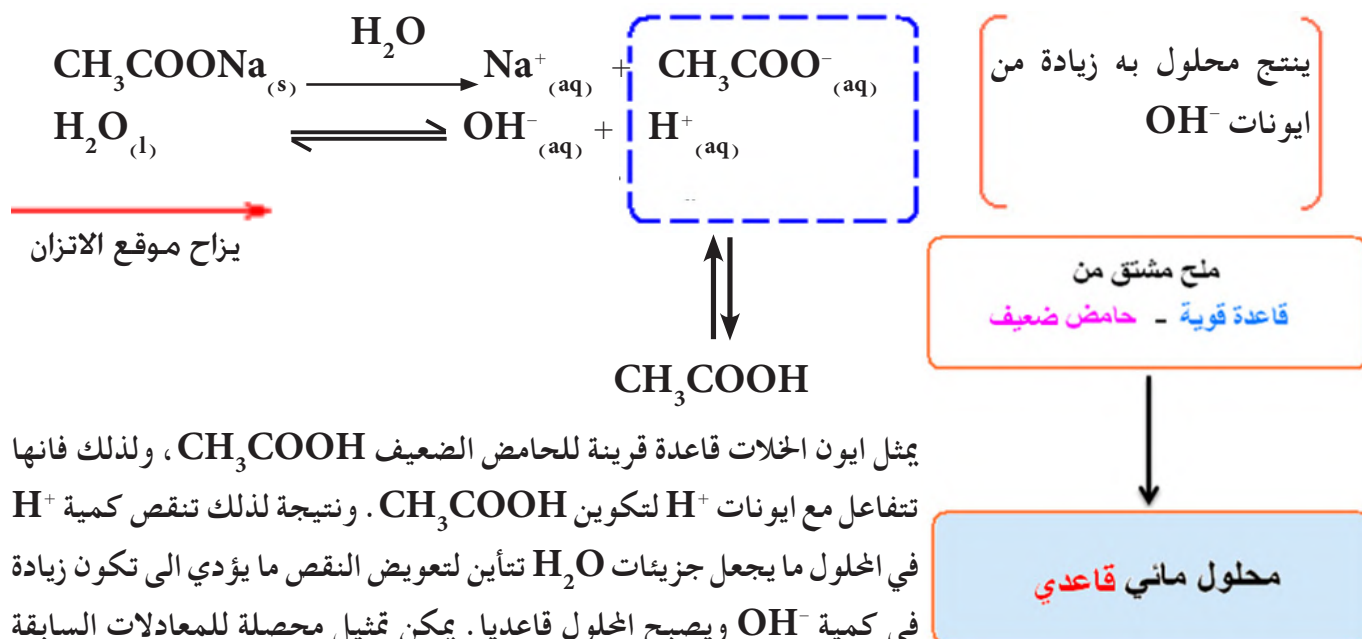 CH₃COONa₍s₎ H₂O Na⁺₍aq₎ + CH₃COO⁻₍aq₎
H₂O₍l₎ ⇌ OH⁻₍aq₎ + H⁺₍aq₎
يزاح موقع الاتزان
CH₃COOH
ينتج محلول به زيادة من
ايونات OH⁻
ملح مشتق من
قاعدة قوية - حامض ضعيف
محلول مائي قاعدي
يمثل ايون الخلات قاعدة قرينة للحامض الضعيف CH₃COOH، ولذلك فانها
تتفاعل مع ايونات H⁺ لتكوين CH₃COOH. ونتيجة لذلك تنقص كمية H⁺
في المحلول ما يجعل جزيئات H₂O تتأين لتعويض النقص ما يؤدي الى تكون زيادة
في كمية OH⁻ ويصبح المحلول قاعديا. يمكن تمثيل محصلة للمعادلات السابقة